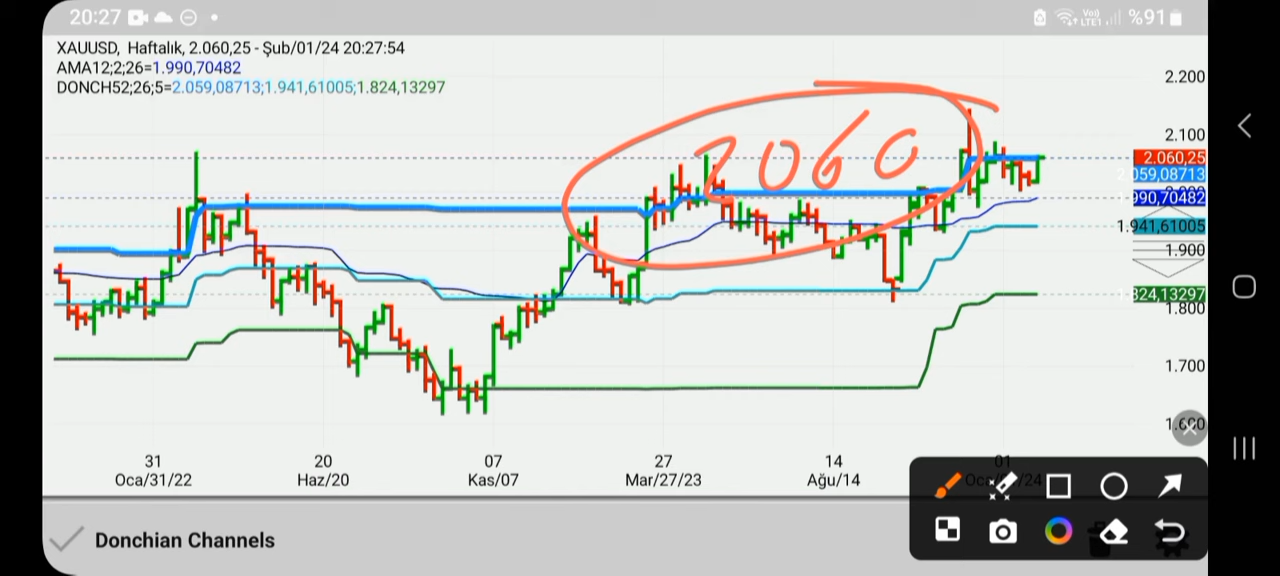 20:27
Vo)) LTE1 %91
XAUUSD, Haftalık, 2.060,25 - Şub/01/24 20:27:54
AMA12;2;26=1.990,70482
DONCH52;26;5=2.059,08713;1.941,61005;1.824,13297
2.200
2.100
2060
2.060,25
2.059,08713
990,70482
1.941,61005
1.900
824,13297
1.800
1.700
1.600
31 20 07 27 14 01
Oca/31/22 Haz/20 Kas/07 Mar/27/23 Ağu/14
Donchian Channels